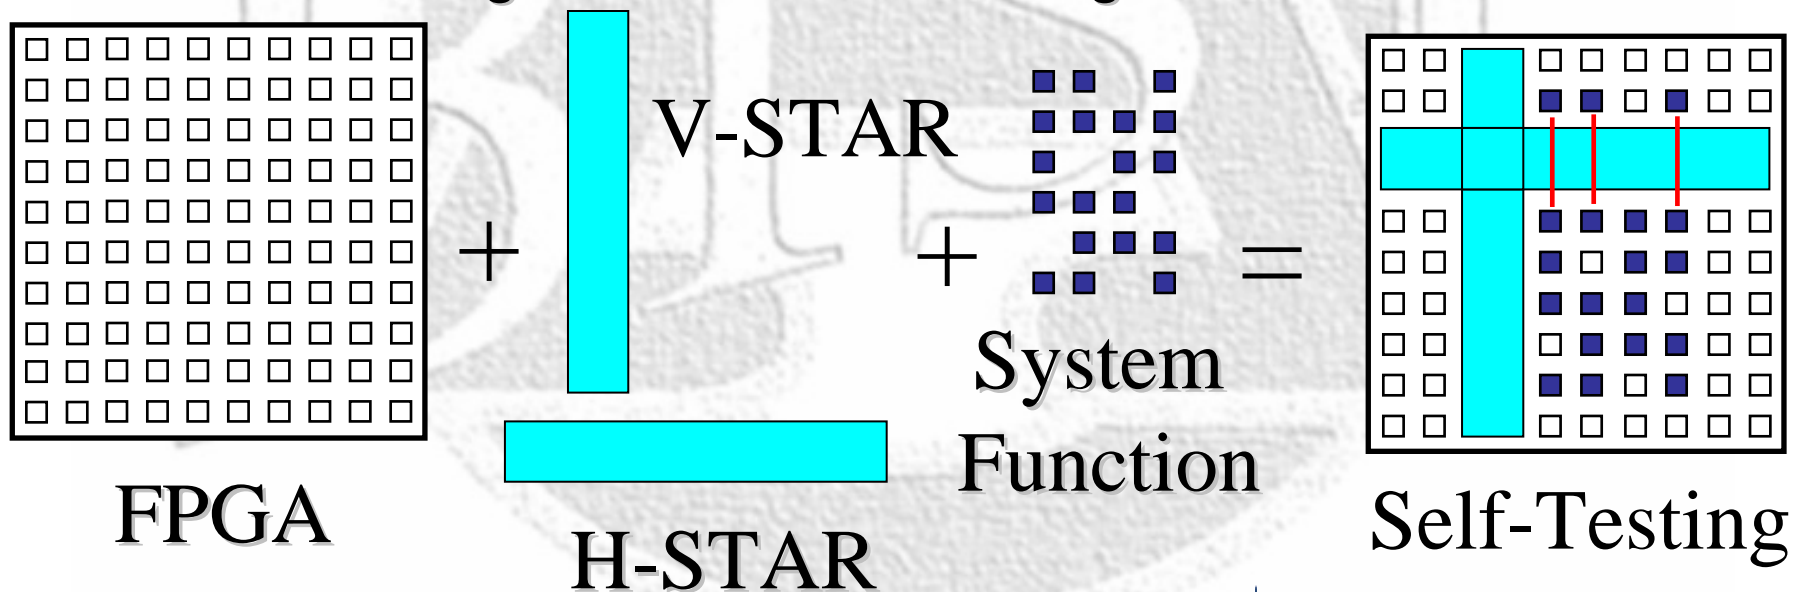 V-STAR
+
+
=
System
Function
FPGA
H-STAR
Self-Testing